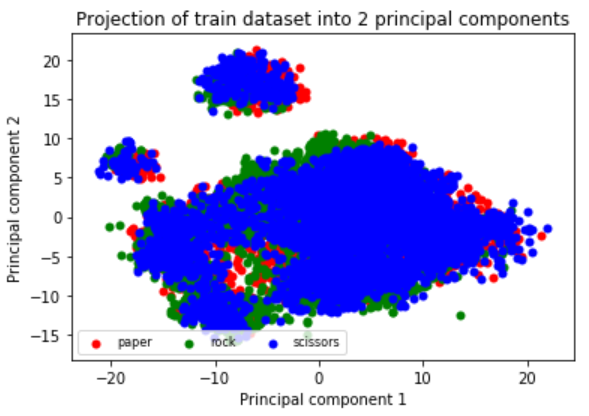 Projection of train dataset into 2 principal components
Principal component 2
20
15
10
5
0
−5
−10
−15
paper rock scissors
−20 −10 0 10 20
Principal component 1